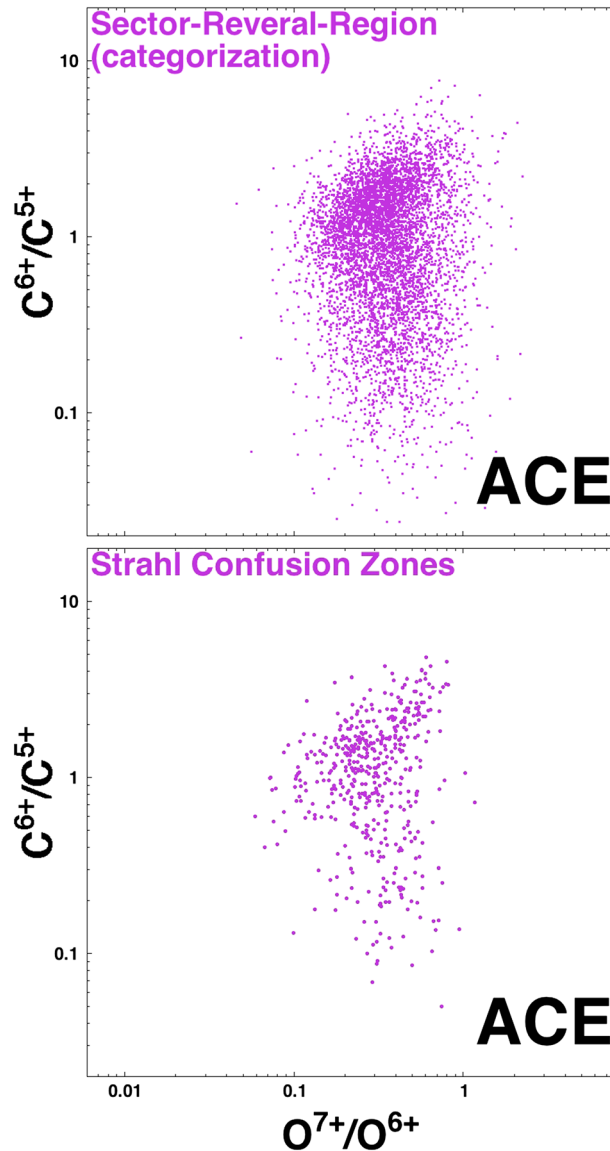 Sector-Reveral-Region
(categorization)
10
1
0.1
C⁶⁺/C⁵⁺
ACE
Strahl Confusion Zones
10
1
0.1
C⁶⁺/C⁵⁺
ACE
0.01 0.1 1
O⁷⁺/O⁶⁺